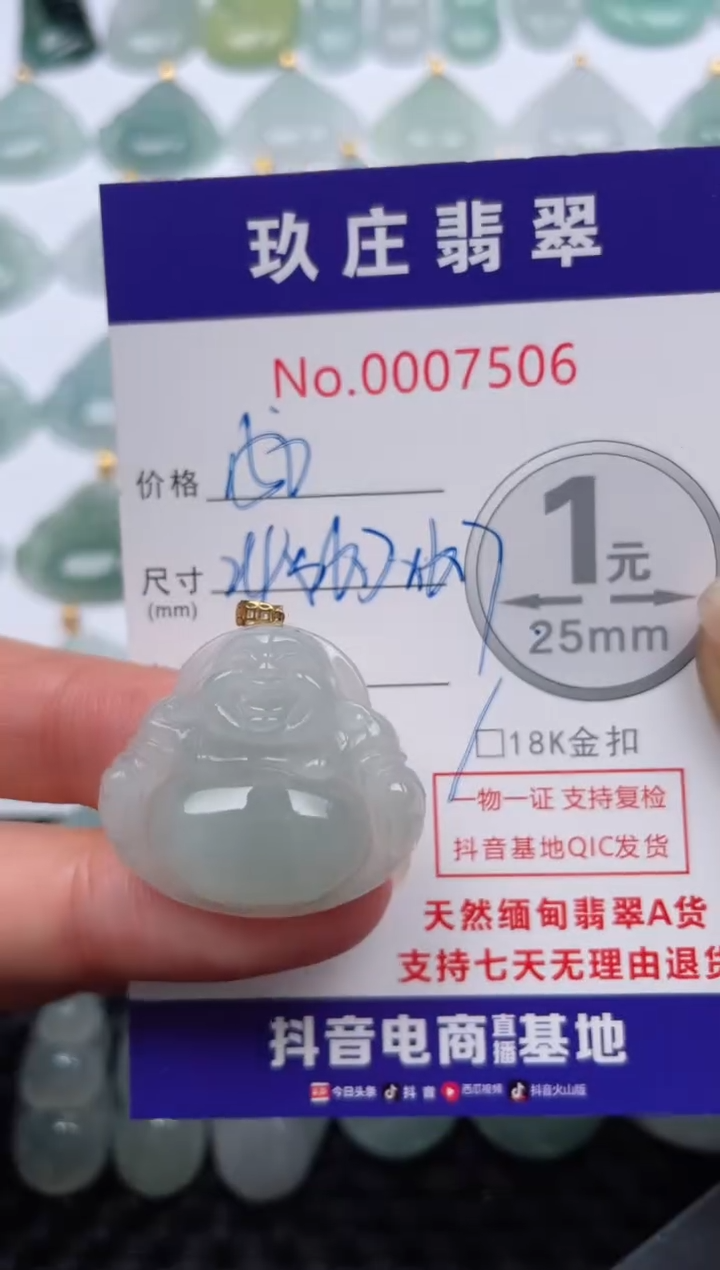 玖庄翡翠
No.0007506
价格
尺寸
(mm)
1元
25mm
□18K金扣
一物一证 支持复检
抖音基地QIC发货
天然缅甸翡翠A货
支持七天无理由退货
抖音电商直播基地
今日头条 抖音 西瓜视频 抖音火山版